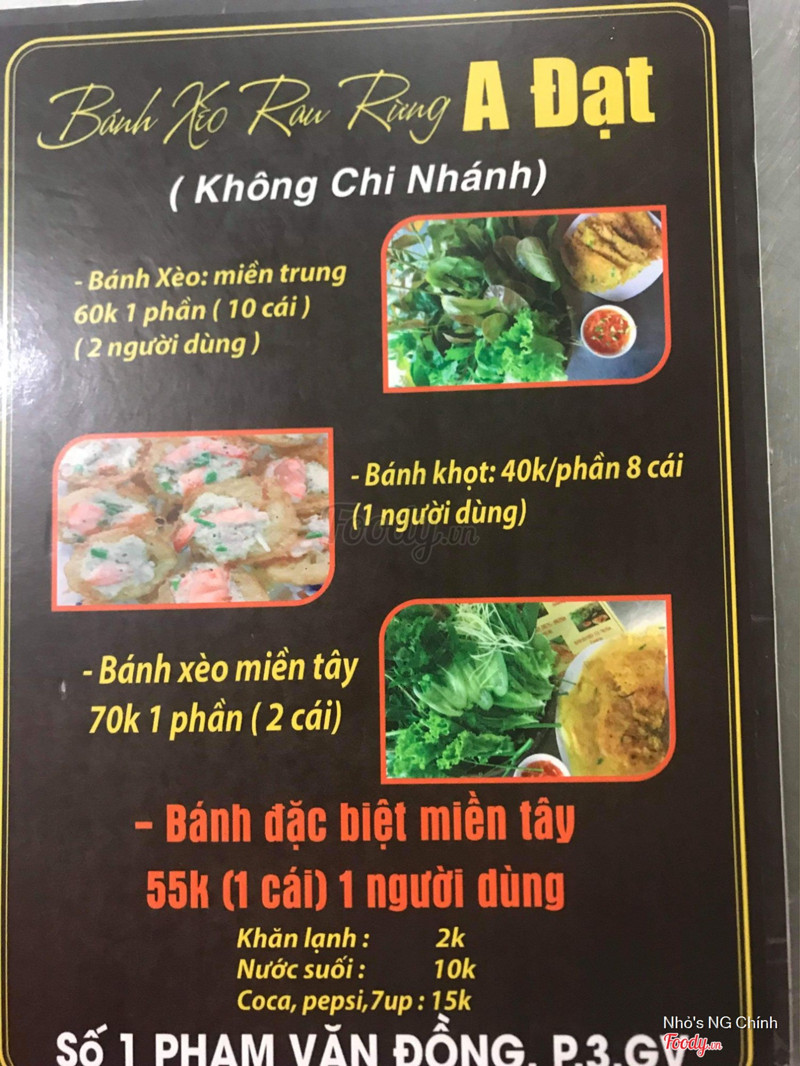 Bánh Xèo Rau Rừng A Đạt
( Không Chi Nhánh)
- Bánh Xèo: miền trung
60k 1 phần ( 10 cái )
( 2 người dùng )
- Bánh khọt: 40k/phần 8 cái
(1 người dùng)
Foody.vn
- Bánh xèo miền tây
70k 1 phần ( 2 cái)
- Bánh đặc biệt miền tây
55k (1 cái) 1 người dùng
Khăn lạnh : 2k
Nước suối : 10k
Coca, pepsi,7up : 15k
Nhỏ's NG Chính
Foody.vn
Số 1 PHẠM VĂN ĐỒNG, P.3,GV